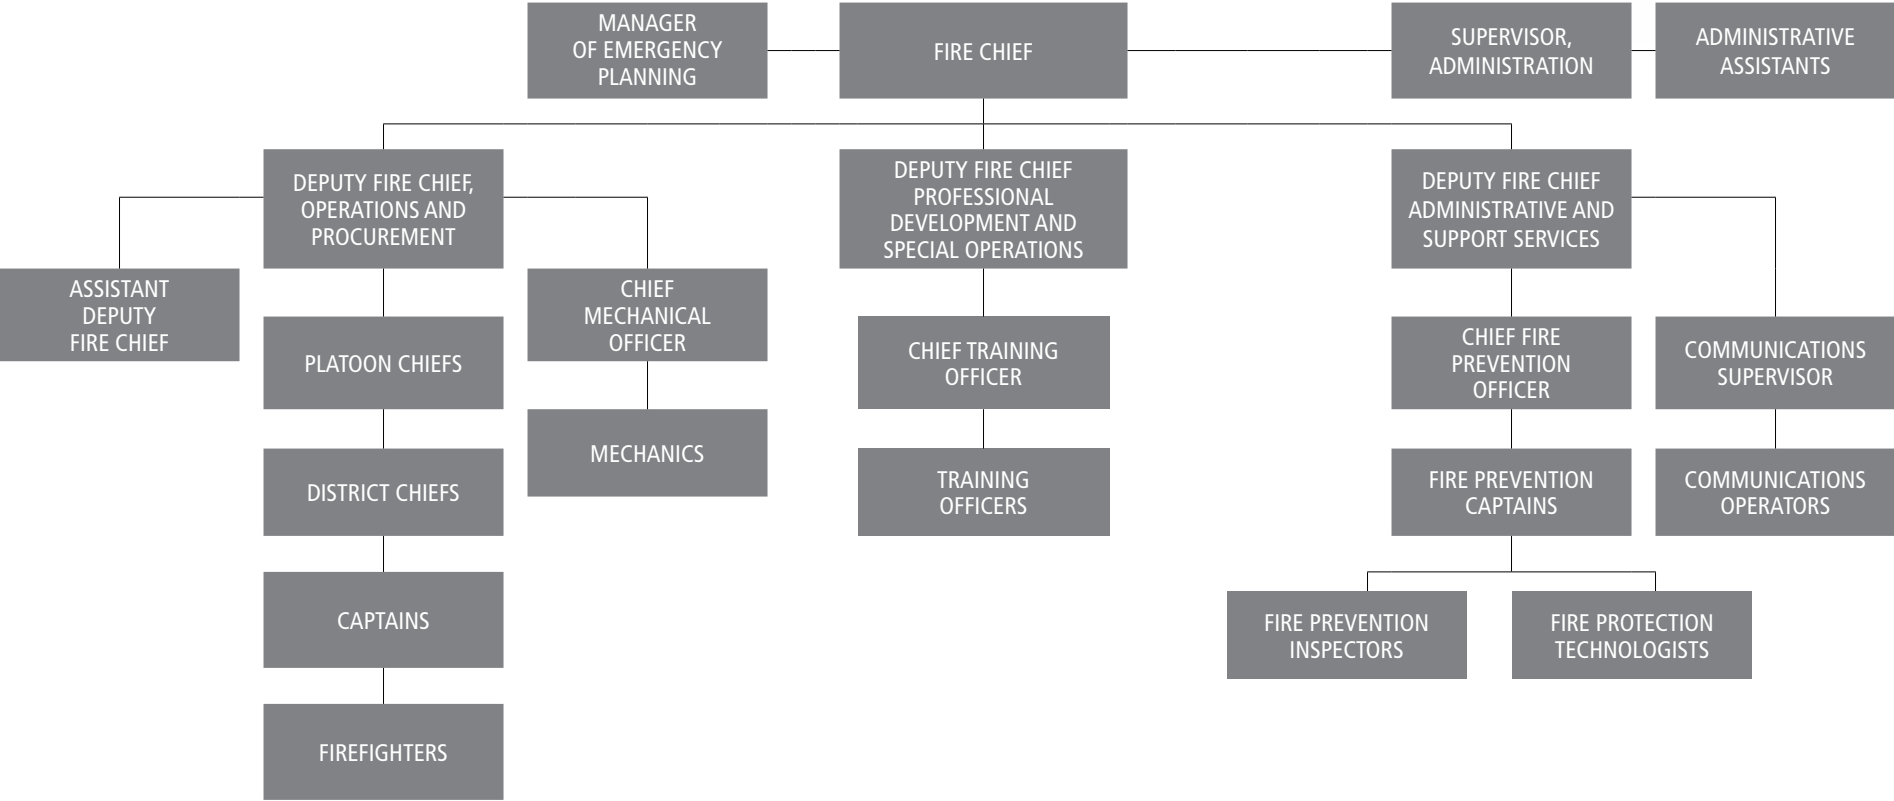 MANAGER
OF EMERGENCY
PLANNING
FIRE CHIEF
SUPERVISOR,
ADMINISTRATION
ADMINISTRATIVE
ASSISTANTS
DEPUTY FIRE CHIEF,
OPERATIONS AND
PROCUREMENT
DEPUTY FIRE CHIEF
PROFESSIONAL
DEVELOPMENT AND
SPECIAL OPERATIONS
DEPUTY FIRE CHIEF
ADMINISTRATIVE AND
SUPPORT SERVICES
ASSISTANT
DEPUTY
FIRE CHIEF
PLATOON CHIEFS
CHIEF
MECHANICAL
OFFICER
CHIEF TRAINING
OFFICER
CHIEF FIRE
PREVENTION
OFFICER
COMMUNICATIONS
SUPERVISOR
DISTRICT CHIEFS
MECHANICS
TRAINING
OFFICERS
FIRE PREVENTION
CAPTAINS
COMMUNICATIONS
OPERATORS
CAPTAINS
FIRE PREVENTION
INSPECTORS
FIRE PROTECTION
TECHNOLOGISTS
FIREFIGHTERS